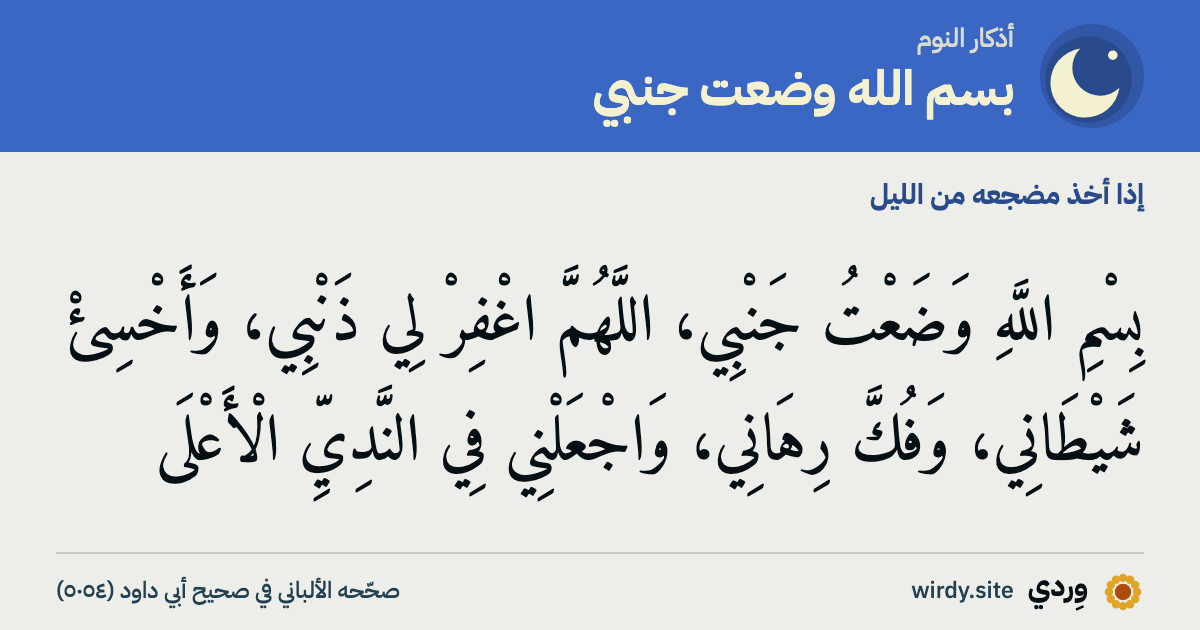 أذكار النوم
بسم الله وضعت جنبي
إذا أخذ مضجعه من الليل
بِسْمِ اللَّهِ وَضَعْتُ جَنْبِي، اللَّهُمَّ اغْفِرْ لِي ذَنْبِي، وَأَخْسِئْ
شَيْطَانِي، وَفُكَّ رِهَانِي، وَاجْعَلْنِي فِي النَّدِيِّ الْأَعْلَى
وِردي wirdy.site
صحّحه الألباني في صحيح أبي داود (٥٠٥٤)